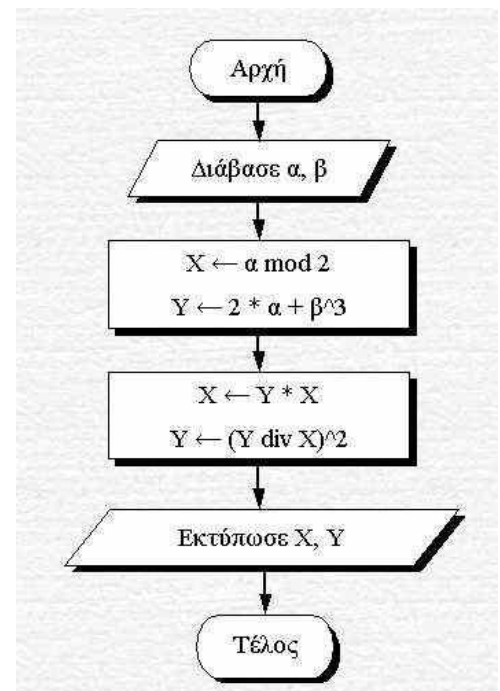 Αρχή
Διάβασε α, β
X ← α mod 2
Y ← 2 * α + β^3
X ← Y * X
Y ← (Y div X)^2
Εκτύπωσε X, Y
Τέλος